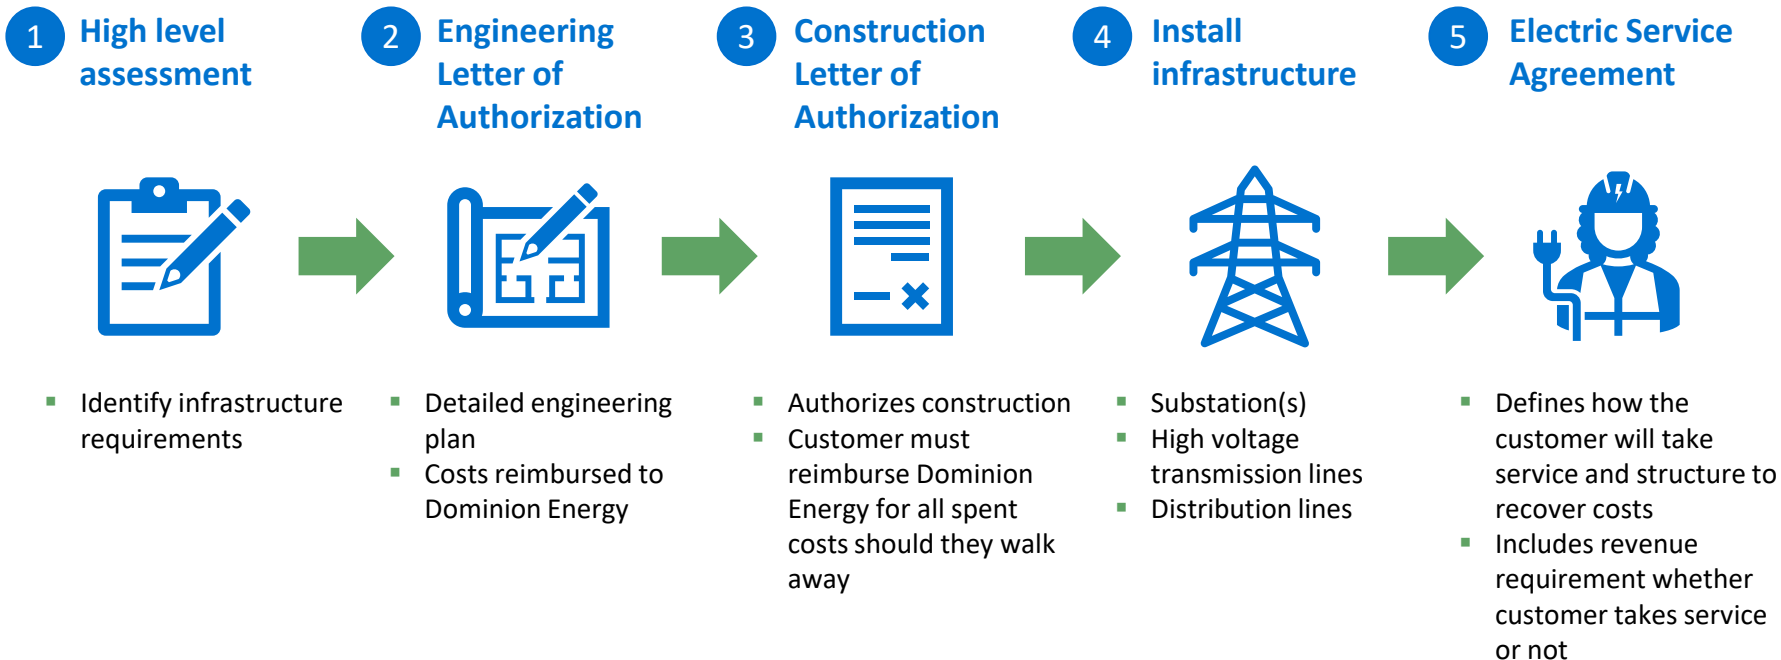 1 High level
assessment
2 Engineering
Letter of
Authorization
3 Construction
Letter of
Authorization
4 Install
infrastructure
5 Electric Service
Agreement
▪ Identify infrastructure
requirements
▪ Detailed engineering
plan
▪ Costs reimbursed to
Dominion Energy
▪ Authorizes construction
▪ Customer must
reimburse Dominion
Energy for all spent
costs should they walk
away
▪ Substation(s)
▪ High voltage
transmission lines
▪ Distribution lines
▪ Defines how the
customer will take
service and structure to
recover costs
▪ Includes revenue
requirement whether
customer takes service
or not